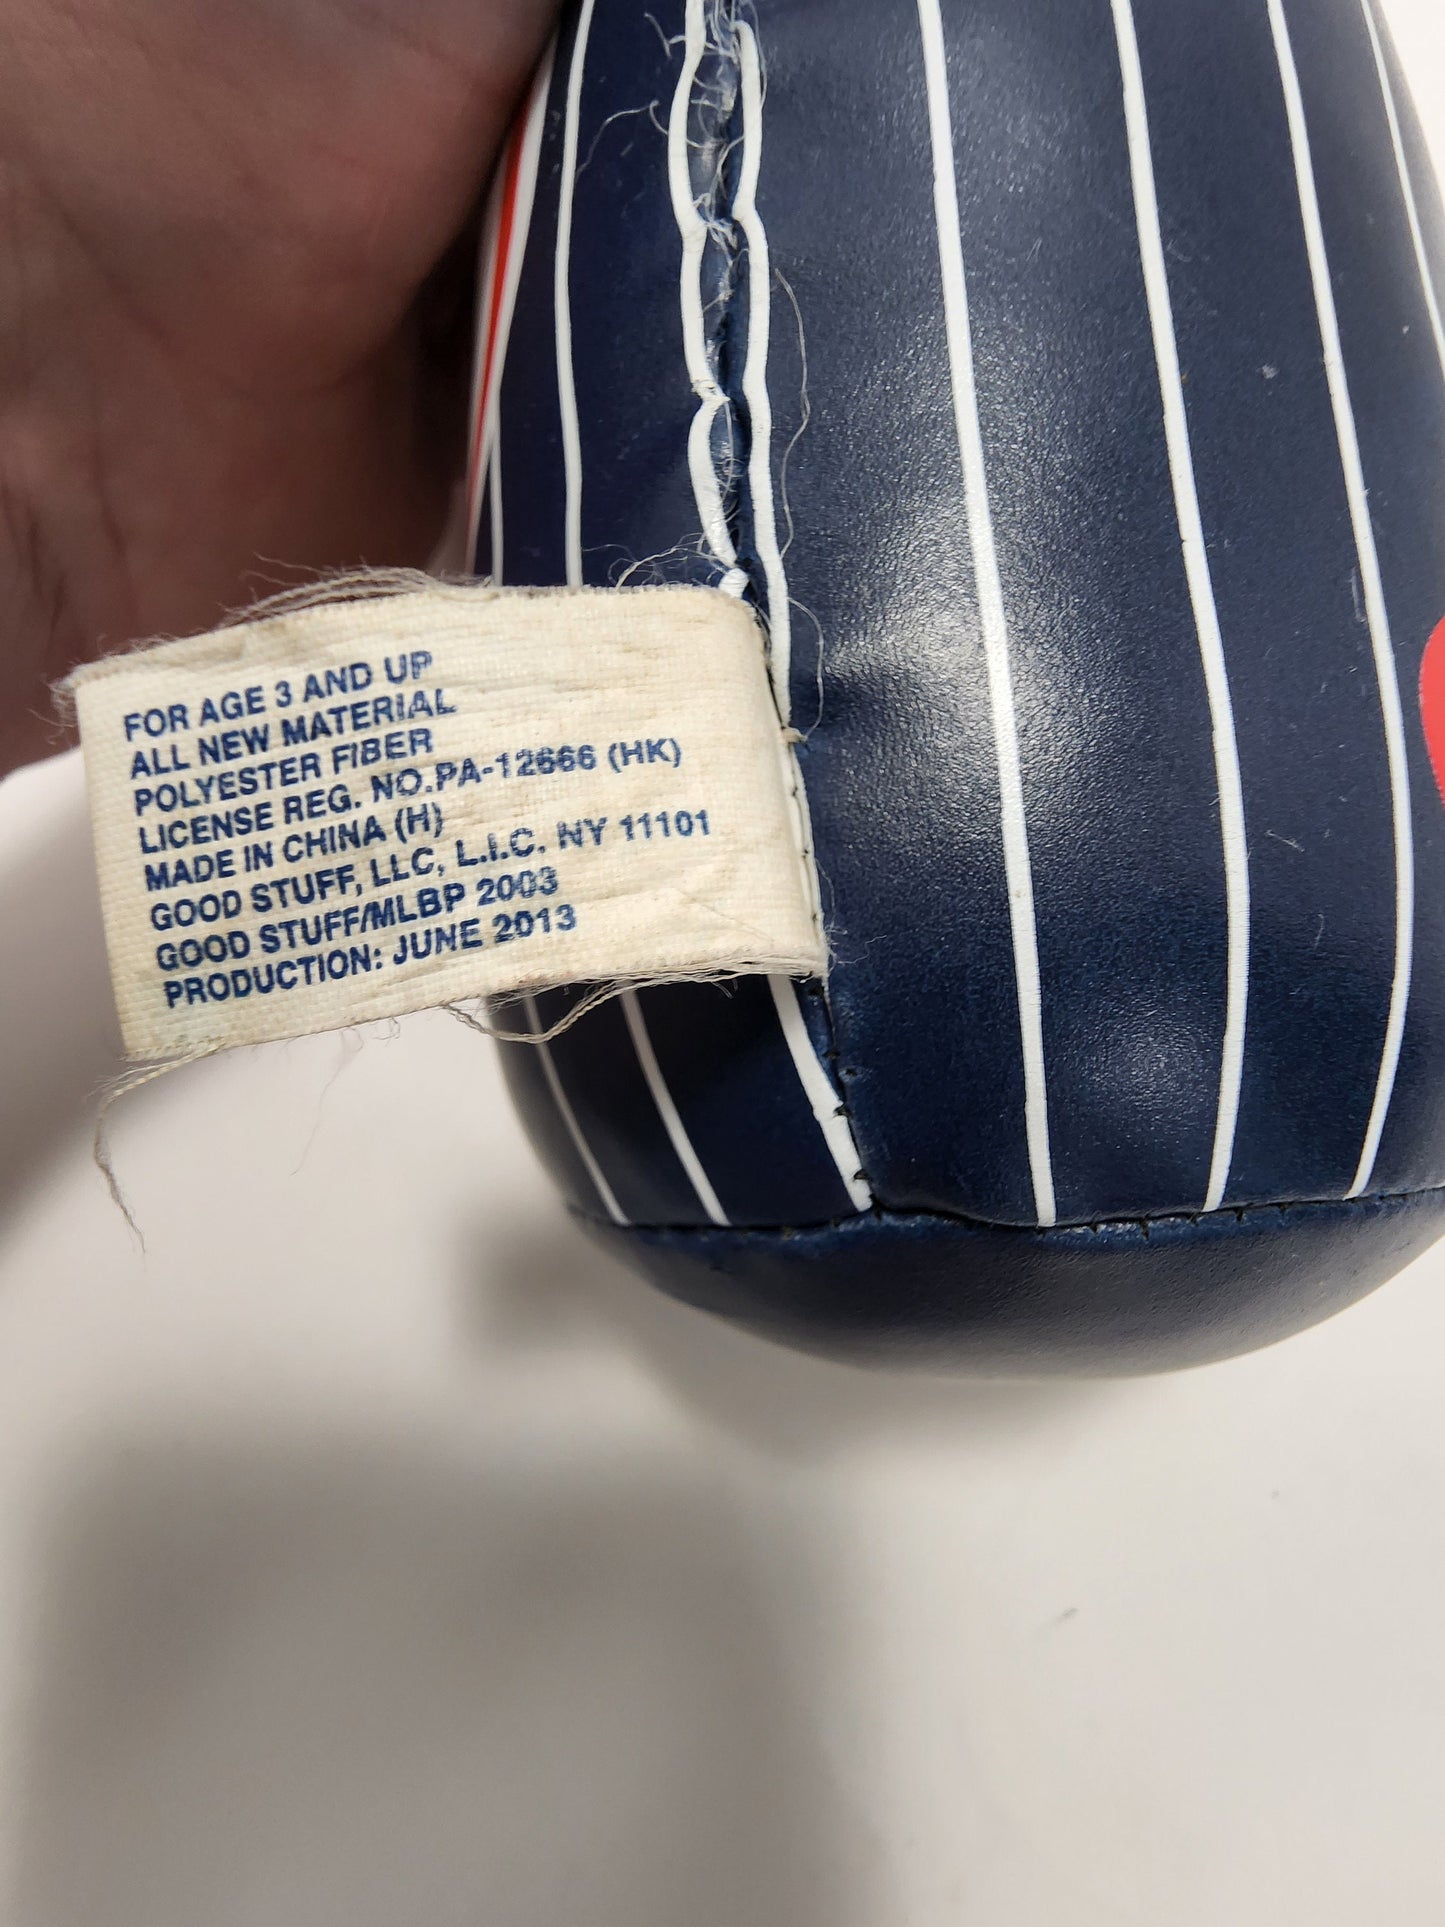 FOR AGE 3 AND UP
ALL NEW MATERIAL
POLYESTER FIBER
LICENSE REG. NO.PA-12666 (HK)
MADE IN CHINA (H)
GOOD STUFF, LLC, L.I.C. NY 11101
GOOD STUFF/MLBP 2003
PRODUCTION: JUNE 2013